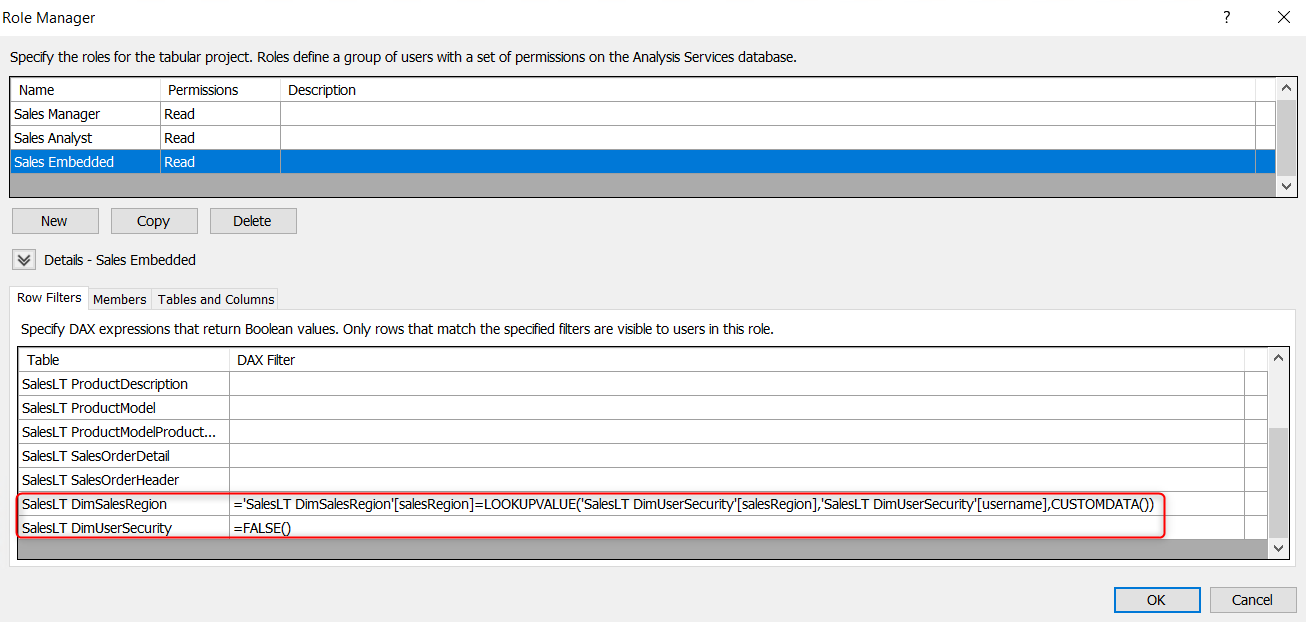 Role Manager ?
Specify the roles for the tabular project. Roles define a group of users with a set of permissions on the Analysis Services database.
Name Permissions Description
Sales Manager Read
Sales Analyst Read
Sales Embedded Read
New Copy Delete
Details - Sales Embedded
Row Filters Members Tables and Columns
Specify DAX expressions that return Boolean values. Only rows that match the specified filters are visible to users in this role.
Table DAX Filter
SalesLT ProductDescription
SalesLT ProductModel
SalesLT ProductModelProduct...
SalesLT SalesOrderDetail
SalesLT SalesOrderHeader
SalesLT DimSalesRegion ='SalesLT DimSalesRegion'[salesRegion]=LOOKUPVALUE('SalesLT DimUserSecurity'[salesRegion],'SalesLT DimUserSecurity'[username],CUSTOMDATA())
SalesLT DimUserSecurity =FALSE()
OK Cancel